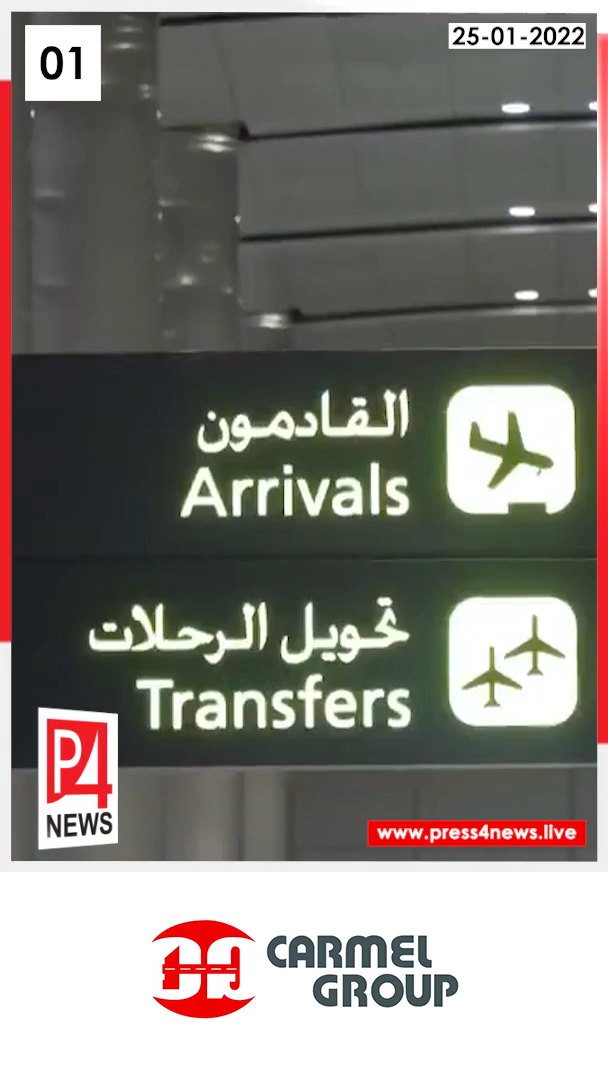 01
25-01-2022
القادمون
Arrivals
تحويل الرحلات
Transfers
P4
NEWS
www.press4news.live
CARMEL
GROUP